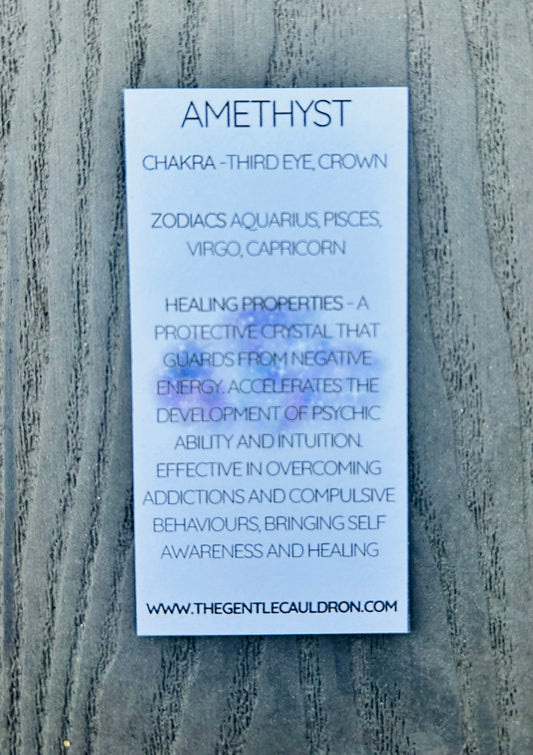 AMETHYST
CHAKRA -THIRD EYE, CROWN
ZODIACS AQUARIUS, PISCES,
VIRGO, CAPRICORN
HEALING PROPERTIES - A
PROTECTIVE CRYSTAL THAT
GUARDS FROM NEGATIVE
ENERGY. ACCELERATES THE
DEVELOPMENT OF PSYCHIC
ABILITY AND INTUITION.
EFFECTIVE IN OVERCOMING
ADDICTIONS AND COMPULSIVE
BEHAVIOURS, BRINGING SELF
AWARENESS AND HEALING
WWW.THEGENTLECAULDRON.COM